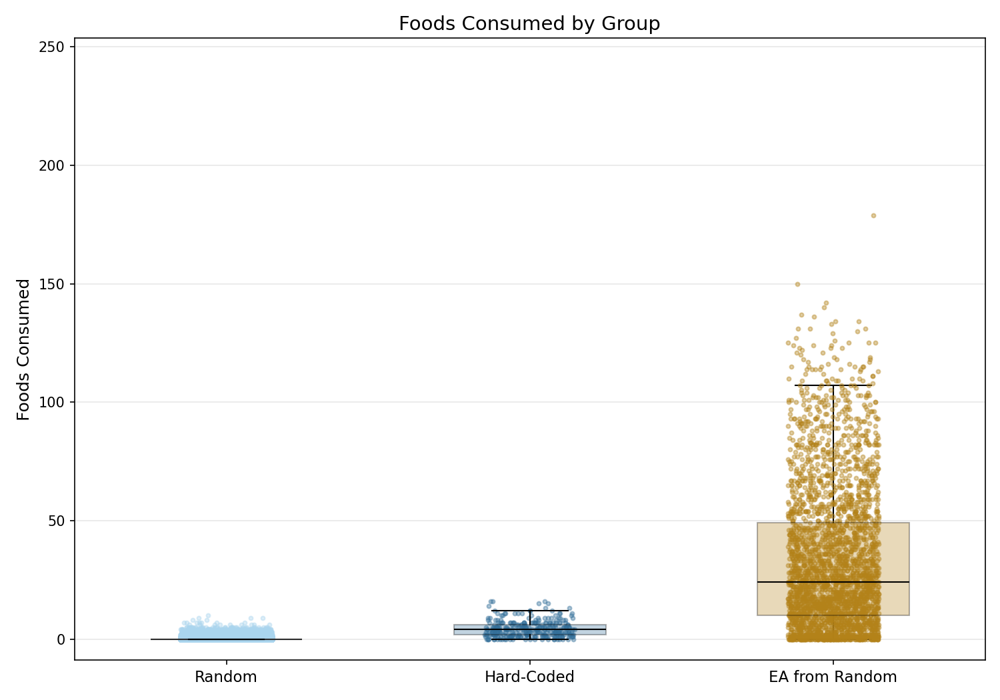 Foods Consumed by Group
Foods Consumed
250
200
150
100
50
0
Random
Hard-Coded
EA from Random